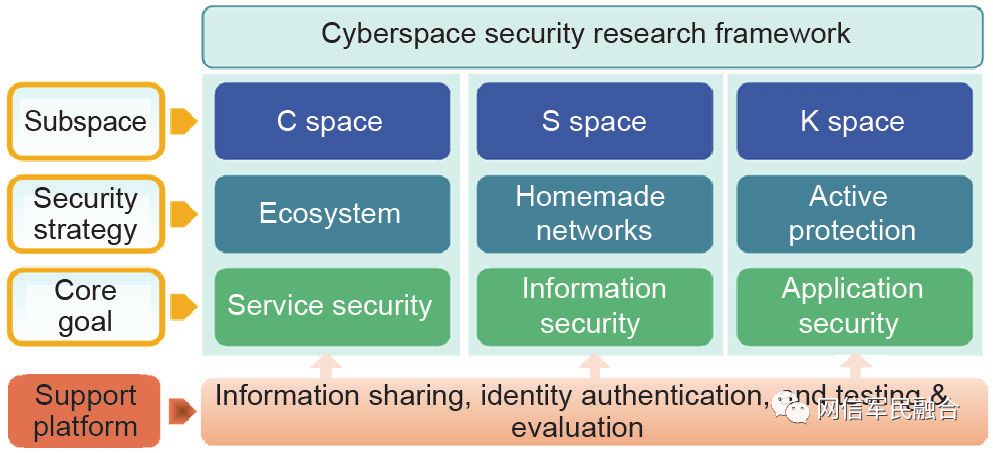 Cyberspace security research framework
Subspace
C space
S space
K space
Security
strategy
Ecosystem
Homemade
networks
Active
protection
Core
goal
Service security
Information
security
Application
security
Support
platform
Information sharing, identity authentication, and testing &
evaluation
网信军民融合